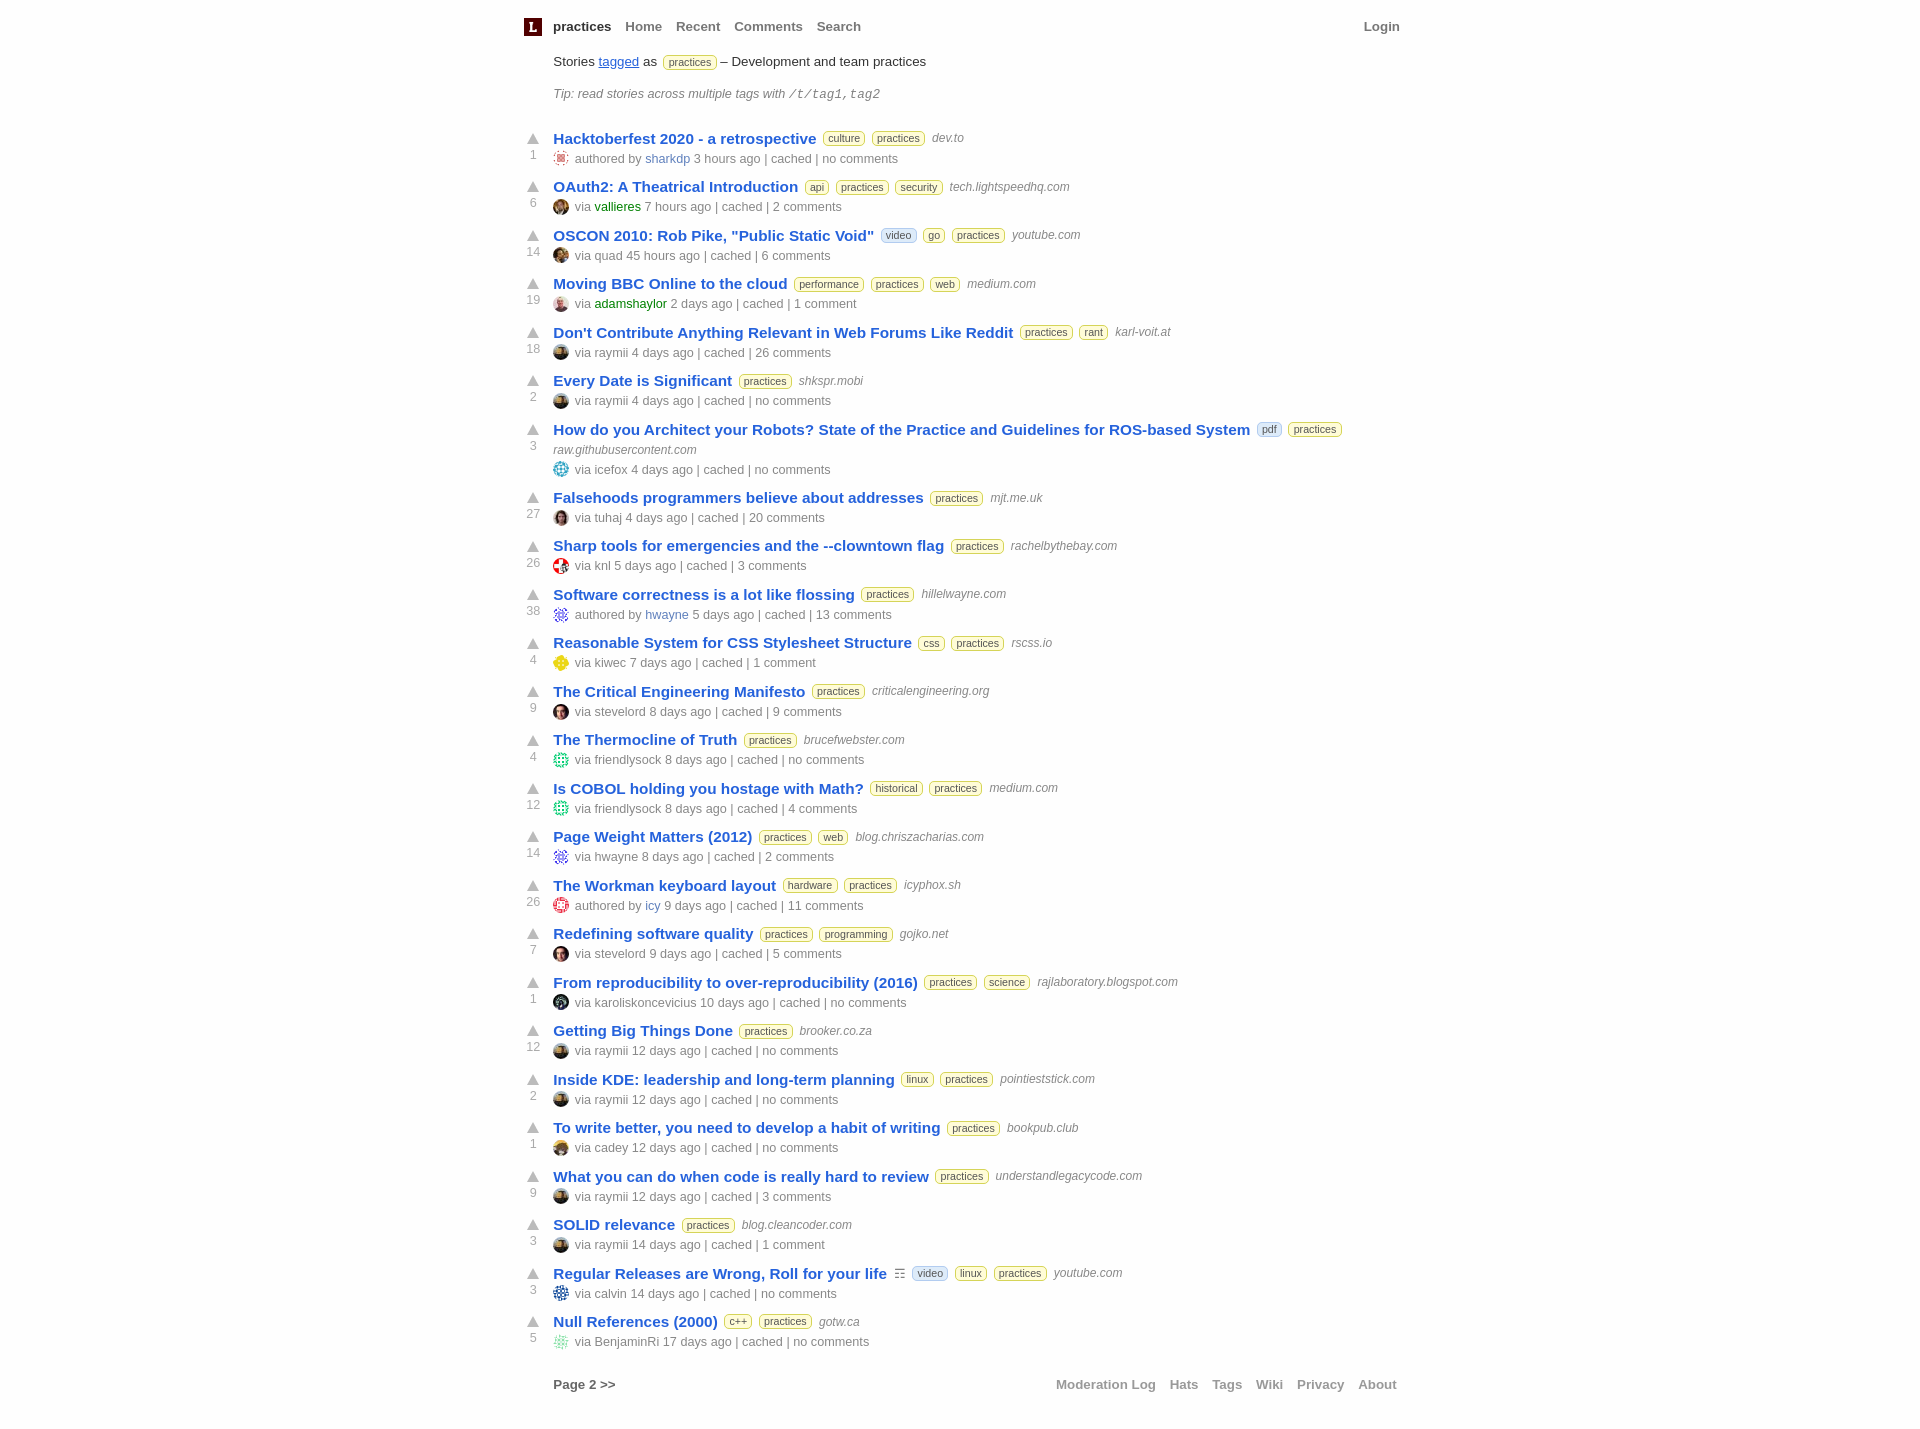 L practices Home Recent Comments Search Login
Stories tagged as practices – Development and team practices
Tip: read stories across multiple tags with /t/tag1,tag2
Hacktoberfest 2020 - a retrospective culture practices dev.to
1
authored by sharkdp 3 hours ago | cached | no comments
OAuth2: A Theatrical Introduction api practices security tech.lightspeedhq.com
6
via vallieres 7 hours ago | cached | 2 comments
OSCON 2010: Rob Pike, "Public Static Void" video go practices youtube.com
14
via quad 45 hours ago | cached | 6 comments
Moving BBC Online to the cloud performance practices web medium.com
19
via adamshaylor 2 days ago | cached | 1 comment
Don't Contribute Anything Relevant in Web Forums Like Reddit practices rant karl-voit.at
18
via raymii 4 days ago | cached | 26 comments
Every Date is Significant practices shkspr.mobi
2
via raymii 4 days ago | cached | no comments
How do you Architect your Robots? State of the Practice and Guidelines for ROS-based System pdf practices
3
raw.githubusercontent.com
via icefox 4 days ago | cached | no comments
Falsehoods programmers believe about addresses practices mjt.me.uk
27
via tuhaj 4 days ago | cached | 20 comments
Sharp tools for emergencies and the --clowntown flag practices rachelbythebay.com
26
via knl 5 days ago | cached | 3 comments
Software correctness is a lot like flossing practices hillelwayne.com
38
authored by hwayne 5 days ago | cached | 13 comments
Reasonable System for CSS Stylesheet Structure css practices rscss.io
4
via kiwec 7 days ago | cached | 1 comment
The Critical Engineering Manifesto practices criticalengineering.org
9
via stevelord 8 days ago | cached | 9 comments
The Thermocline of Truth practices brucefwebster.com
4
via friendlysock 8 days ago | cached | no comments
Is COBOL holding you hostage with Math? historical practices medium.com
12
via friendlysock 8 days ago | cached | 4 comments
Page Weight Matters (2012) practices web blog.chriszacharias.com
14
via hwayne 8 days ago | cached | 2 comments
The Workman keyboard layout hardware practices icyphox.sh
26
authored by icy 9 days ago | cached | 11 comments
Redefining software quality practices programming gojko.net
7
via stevelord 9 days ago | cached | 5 comments
From reproducibility to over-reproducibility (2016) practices science rajlaboratory.blogspot.com
1
via karoliskoncevicius 10 days ago | cached | no comments
Getting Big Things Done practices brooker.co.za
12
via raymii 12 days ago | cached | no comments
Inside KDE: leadership and long-term planning linux practices pointieststick.com
2
via raymii 12 days ago | cached | no comments
To write better, you need to develop a habit of writing practices bookpub.club
1
via cadey 12 days ago | cached | no comments
What you can do when code is really hard to review practices understandlegacycode.com
9
via raymii 12 days ago | cached | 3 comments
SOLID relevance practices blog.cleancoder.com
3
via raymii 14 days ago | cached | 1 comment
Regular Releases are Wrong, Roll for your life ☶ video linux practices youtube.com
3
via calvin 14 days ago | cached | no comments
Null References (2000) c++ practices gotw.ca
5
via BenjaminRi 17 days ago | cached | no comments
Page 2 >> Moderation Log Hats Tags Wiki Privacy About